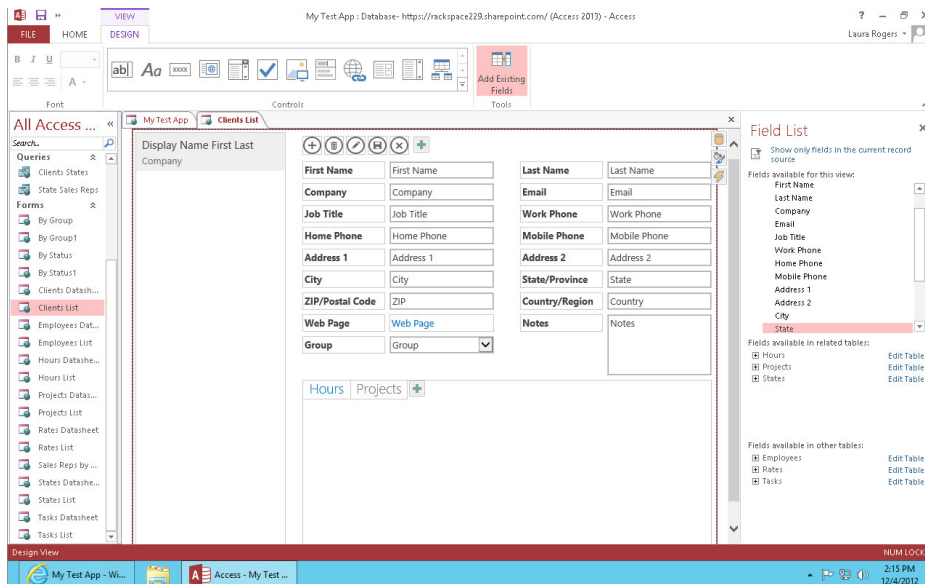 VIEW
My Test App : Database- https://rackspace229.sharepoint.com/ (Access 2013) - Access
?
FILE
HOME
DESIGN
Laura Rogers
B I U
A
ab|
Aa
xxxx
Add Existing
Fields
Font
Controls
Tools
All Access ... «
Search..
Queries
Clients States
State Sales Reps
Forms
By Group
By Group1
By Status
By Status1
Clients Datash...
Clients List
Employees Dat...
Employees List
Hours Datashe...
Hours List
Projects Datas...
Projects List
Rates Datasheet
Rates List
Sales Reps by ...
States Datashe...
States List
Tasks Datasheet
Tasks List
My Test App
Clients List
Display Name First Last
Company
First Name First Name Last Name Last Name
Company Company Email Email
Job Title Job Title Work Phone Work Phone
Home Phone Home Phone Mobile Phone Mobile Phone
Address 1 Address 1 Address 2 Address 2
City City State/Province State
ZIP/Postal Code ZIP Country/Region Country
Web Page Web Page Notes Notes
Group Group
Hours Projects
Field List
Show only fields in the current record
source
Fields available for this view:
First Name
Last Name
Company
Email
Job Title
Work Phone
Home Phone
Mobile Phone
Address 1
Address 2
City
State
Fields available in related tables:
Hours Edit Table
Projects Edit Table
States Edit Table
Fields available in other tables:
Employees Edit Table
Rates Edit Table
Tasks Edit Table
Design View
NUM LOCK
My Test App - Wi...
Access - My Test ...
2:15 PM
12/4/2012